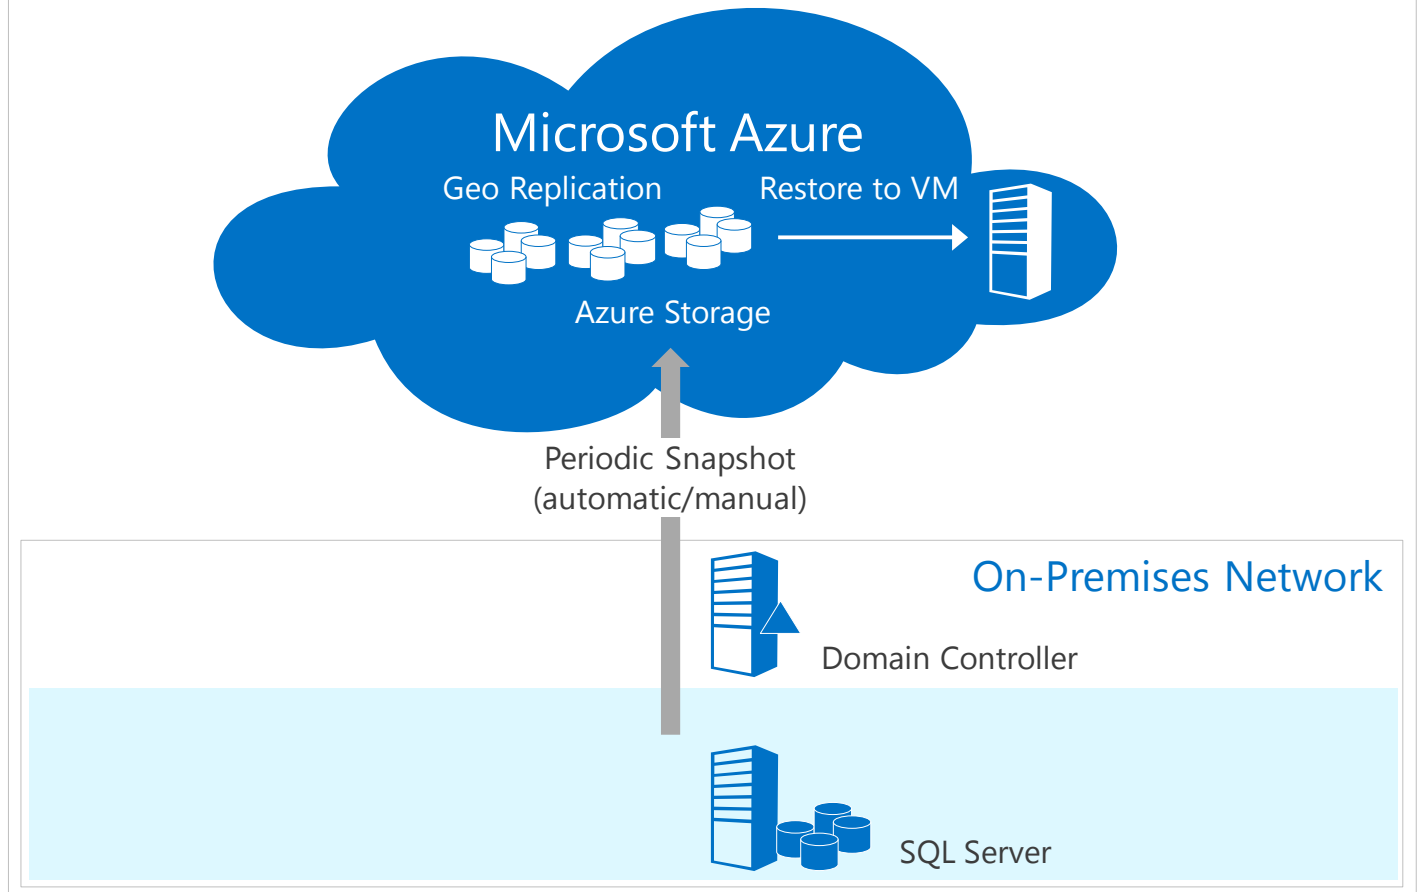 Microsoft Azure
Geo Replication
Restore to VM
Azure Storage
Periodic Snapshot
(automatic/manual)
On-Premises Network
Domain Controller
SQL Server